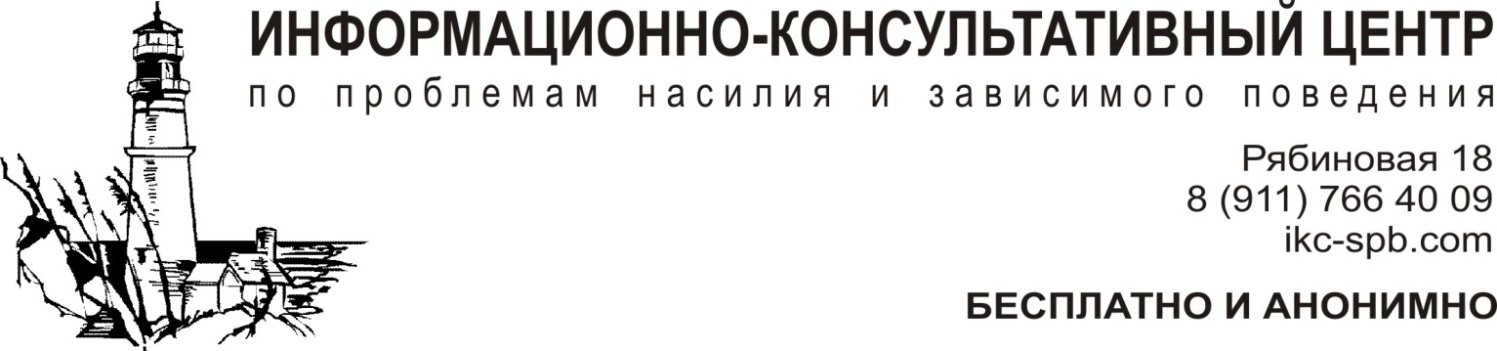 ИНФОРМАЦИОННО-КОНСУЛЬТАТИВНЫЙ ЦЕНТР
по проблемам насилия и зависимого поведения
Рябиновая 18
8 (911) 766 40 09
ikc-spb.com
БЕСПЛАТНО И АНОНИМНО